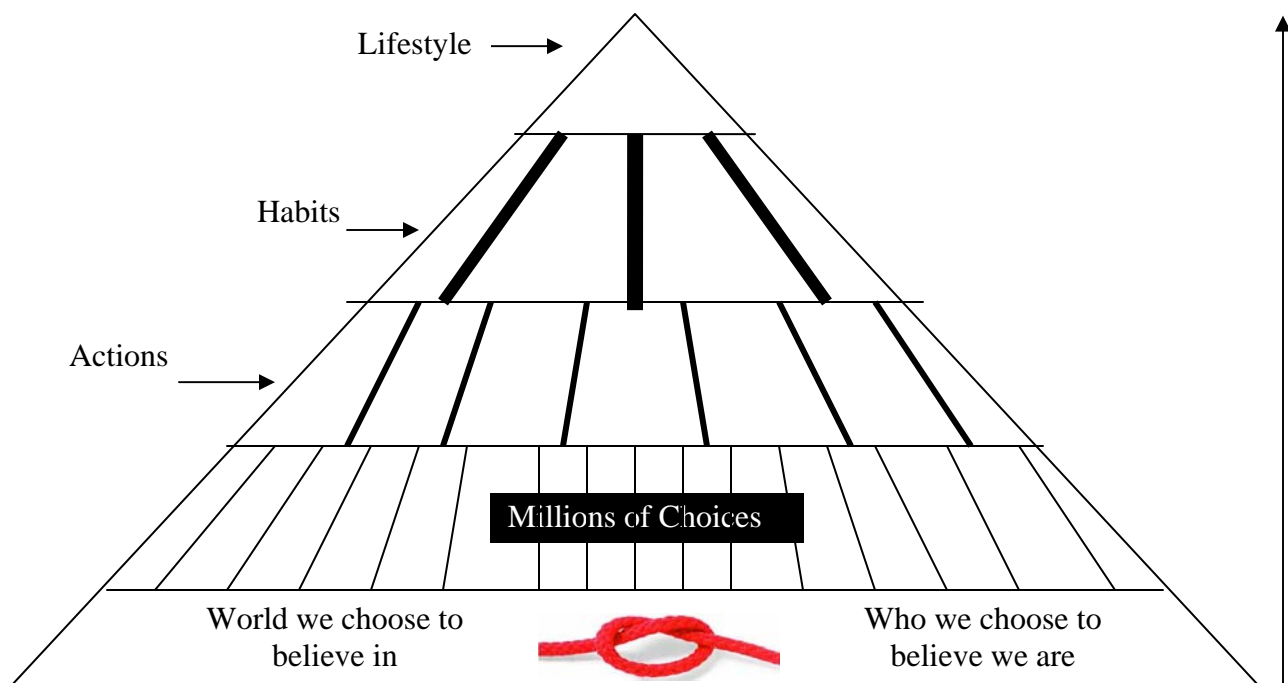 Lifestyle
Habits
Actions
Millions of Choices
World we choose to
believe in
Who we choose to
believe we are